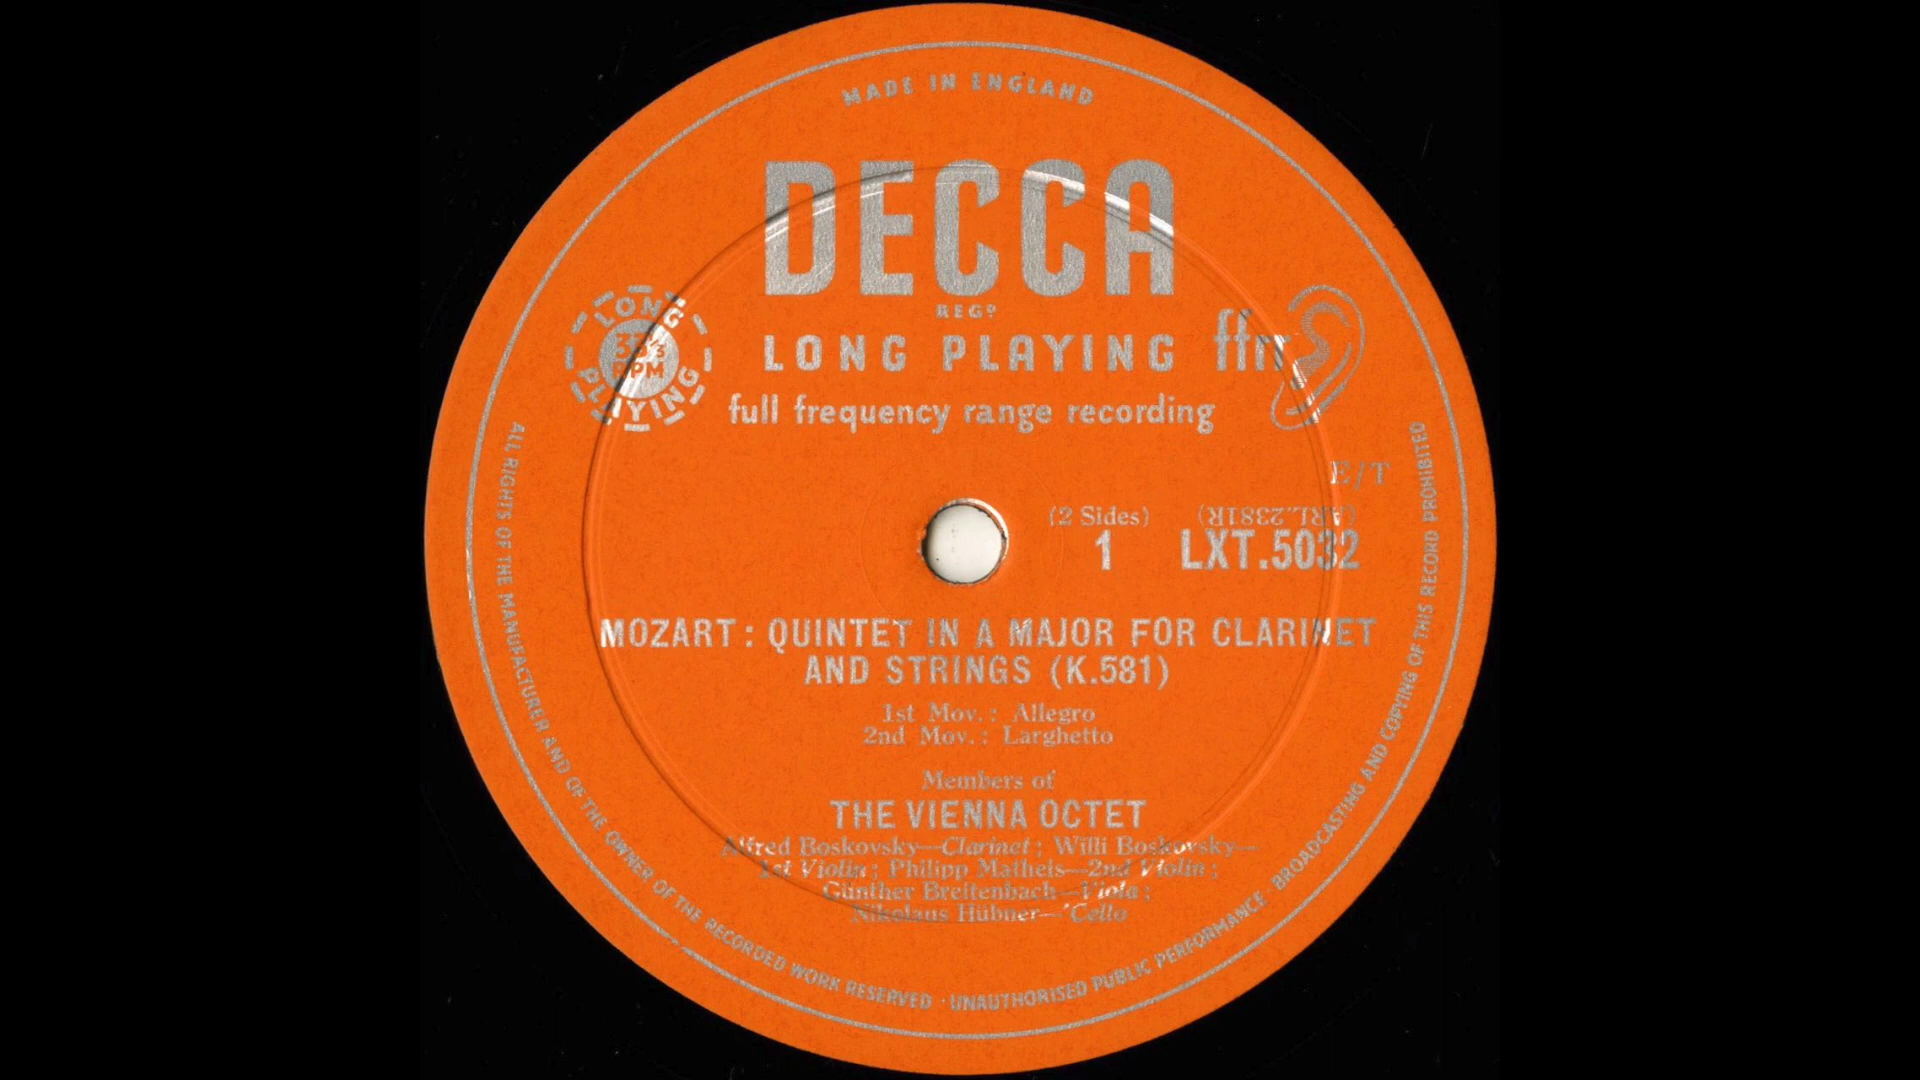 MADE IN ENGLAND
DECCA
REGD
LONG PLAYING
33 1/3
RPM
LONG PLAYING ffrr
full frequency range recording
E/T
(2 Sides) (ARL.2381R)
1 LXT.5032
MOZART: QUINTET IN A MAJOR FOR CLARINET
AND STRINGS (K.581)
1st Mov.: Allegro
2nd Mov.: Larghetto
Members of
THE VIENNA OCTET
Alfred Boskovsky—Clarinet; Willi Boskovsky—
1st Violin; Philipp Matheis—2nd Violin;
Günther Breitenbach—Viola;
Nikolaus Hübner—'Cello
ALL RIGHTS OF THE MANUFACTURER AND OF THE OWNER OF THE RECORDED WORK RESERVED · UNAUTHORISED PUBLIC PERFORMANCE · BROADCASTING AND COPYING OF THIS RECORD PROHIBITED